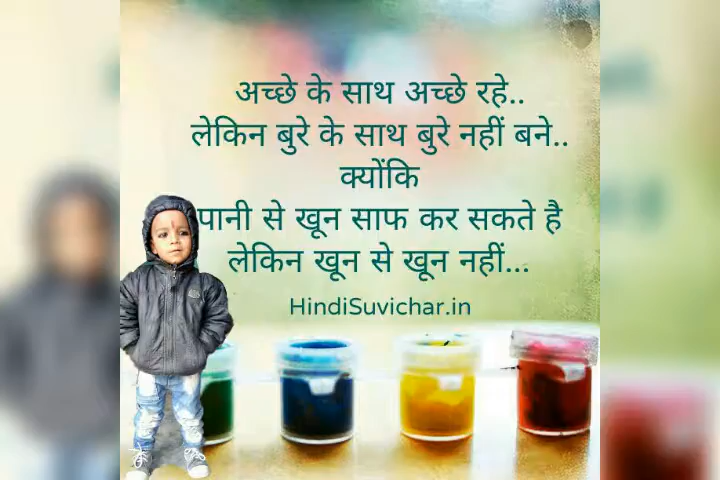 अच्छे के साथ अच्छे रहे..
लेकिन बुरे के साथ बुरे नहीं बने..
क्योंकि
पानी से खून साफ कर सकते है
लेकिन खून से खून नहीं...
HindiSuvichar.in